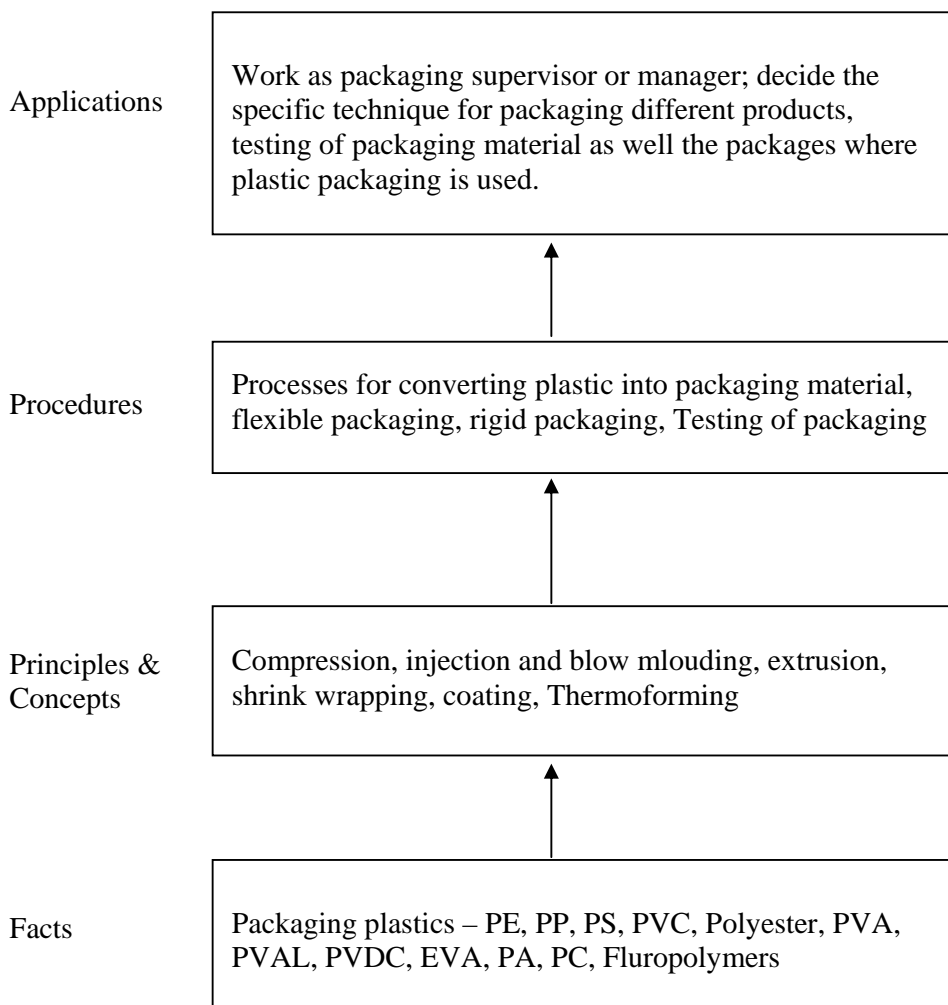 Applications
Work as packaging supervisor or manager; decide the
specific technique for packaging different products,
testing of packaging material as well the packages where
plastic packaging is used.
Procedures
Processes for converting plastic into packaging material,
flexible packaging, rigid packaging, Testing of packaging
Principles &
Concepts
Compression, injection and blow mlouding, extrusion,
shrink wrapping, coating, Thermoforming
Facts
Packaging plastics – PE, PP, PS, PVC, Polyester, PVA,
PVAL, PVDC, EVA, PA, PC, Fluropolymers